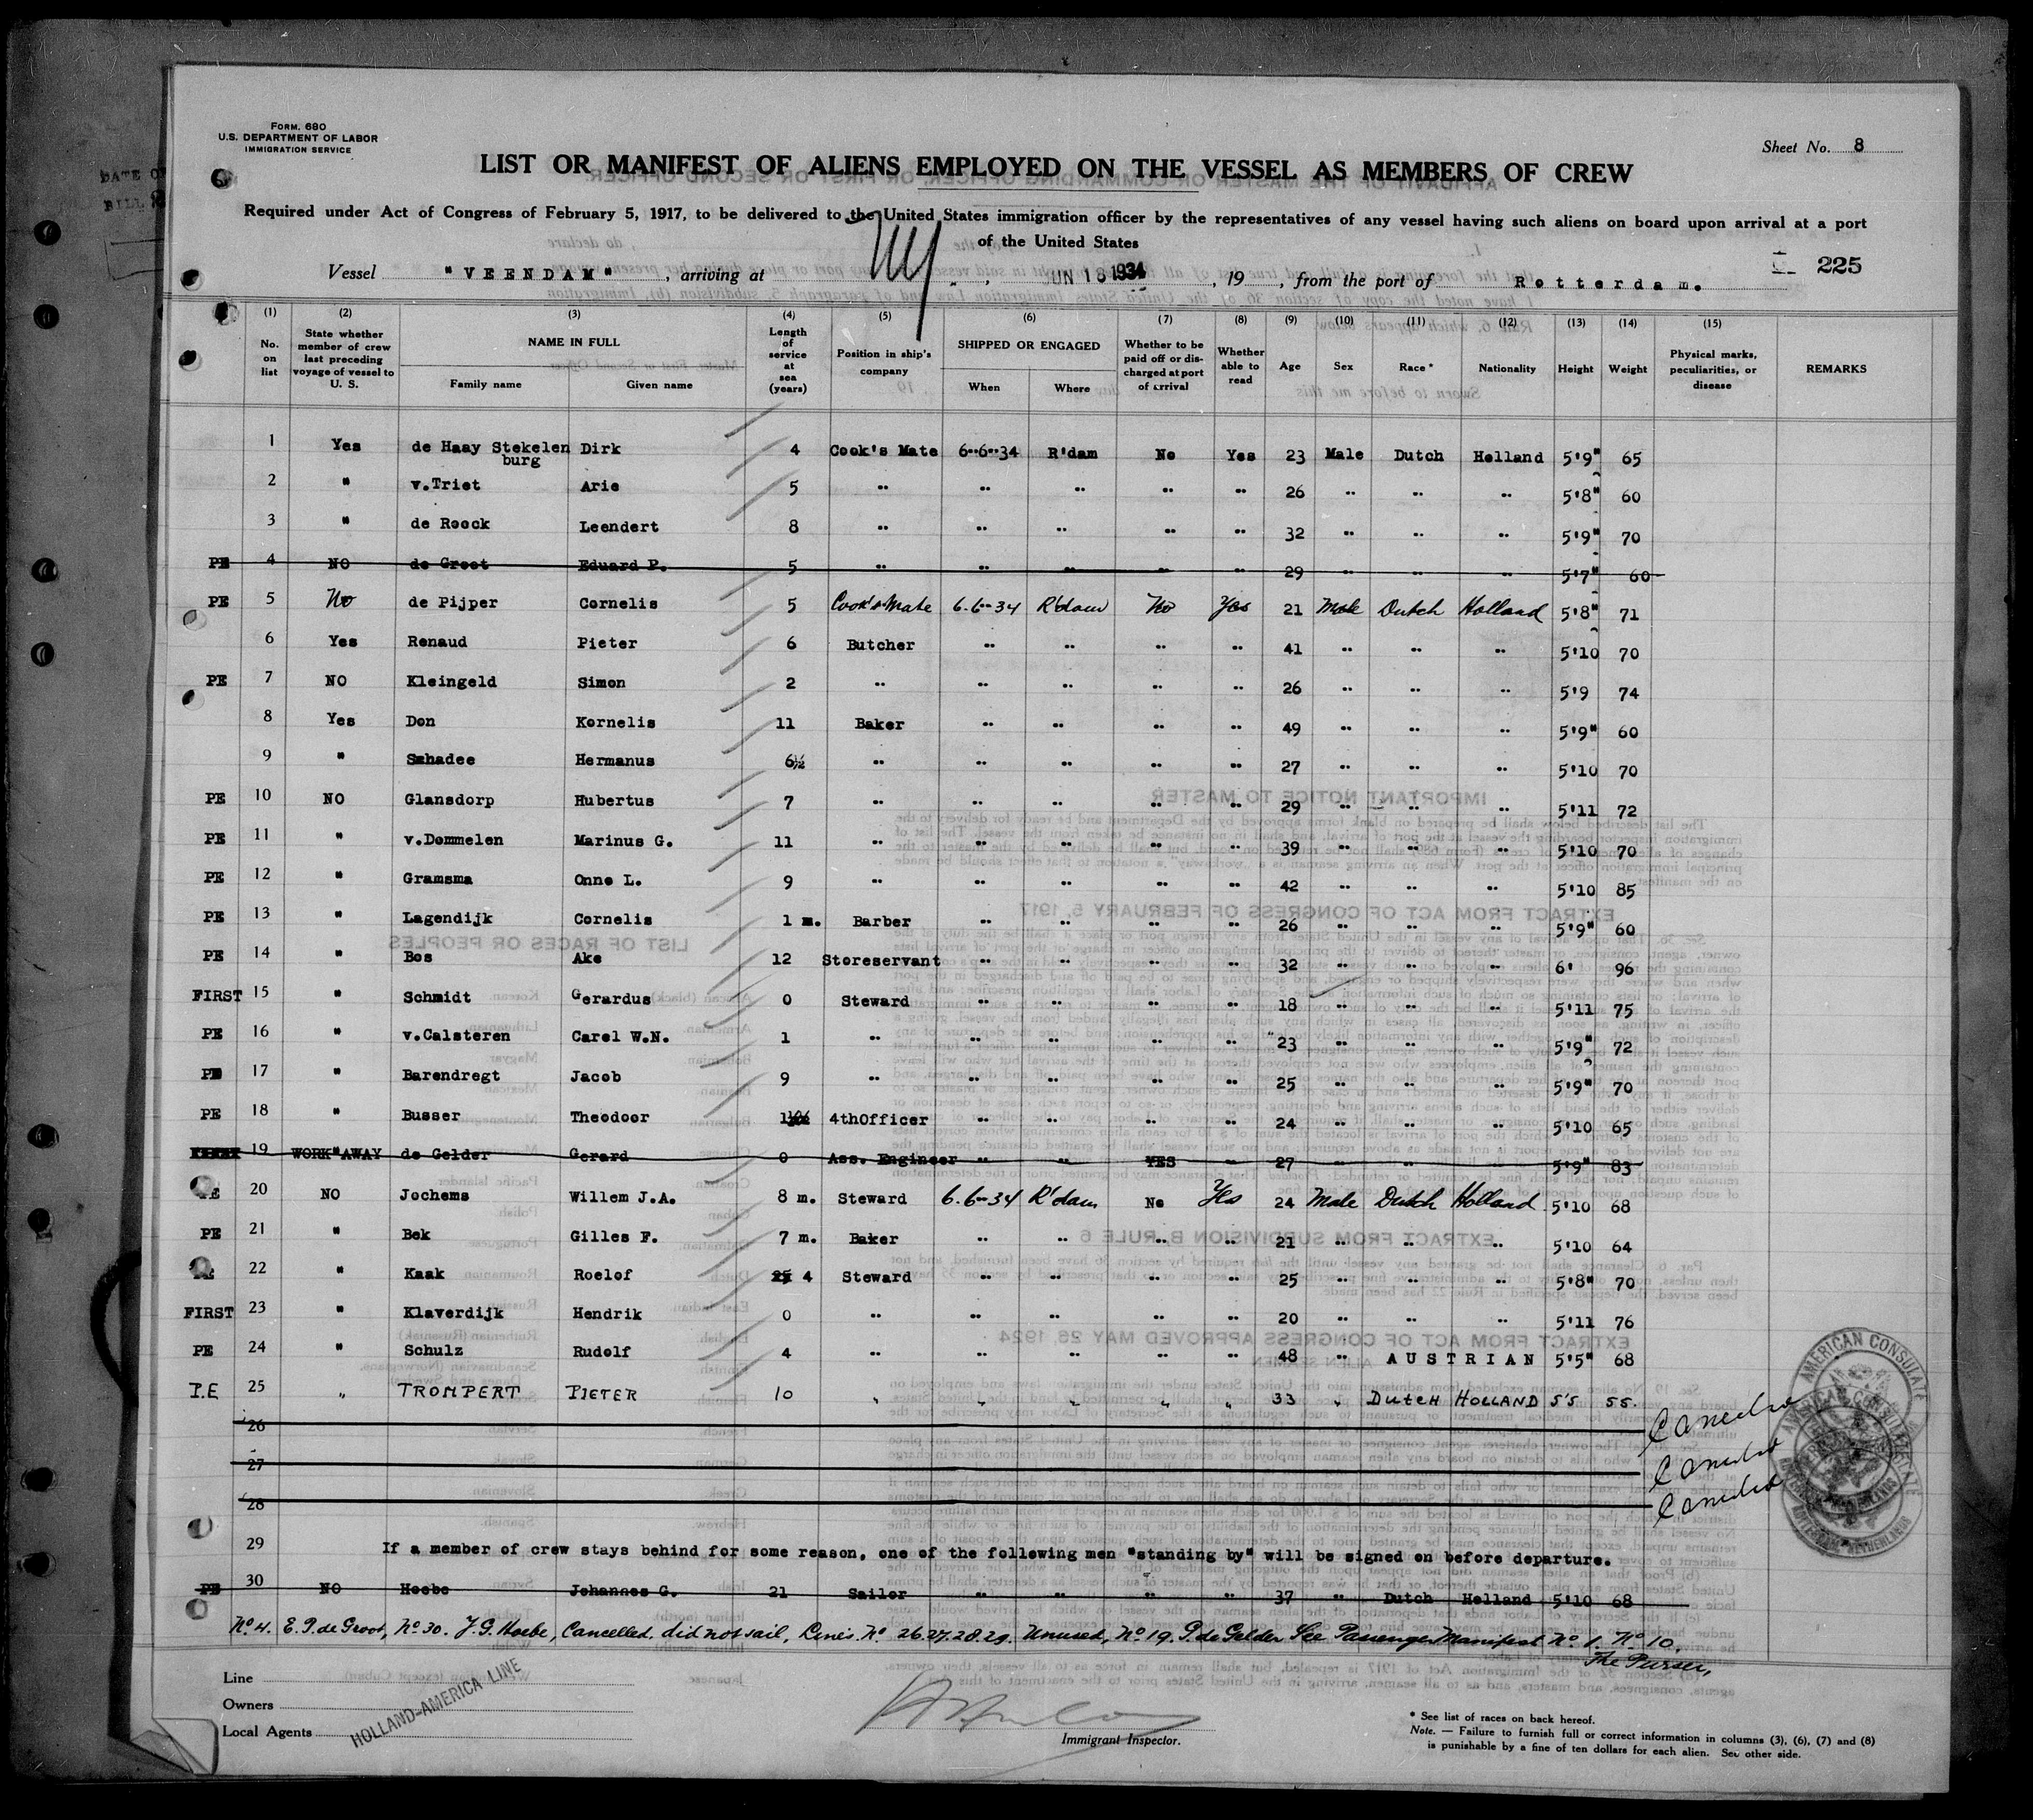 FORM. 680
U.S. DEPARTMENT OF LABOR
IMMIGRATION SERVICE
Sheet No. 8
LIST OR MANIFEST OF ALIENS EMPLOYED ON THE VESSEL AS MEMBERS OF CREW
Required under Act of Congress of February 5, 1917, to be delivered to the United States immigration officer by the representatives of any vessel having such aliens on board upon arrival at a port
of the United States
225
Vessel "VEENDAM", arriving at NY, JUN 18 1934, 19, from the port of Rotterdam.
(1) (2) (3) (4) (5) (6) (7) (8) (9) (10) (11) (12) (13) (14) (15)
No. on list | State whether member of crew last preceding voyage of vessel to U. S. | NAME IN FULL | Family name | Given name | Length of service at sea (years) | Position in ship's company | SHIPPED OR ENGAGED | When | Where | Whether to be paid off or discharged at port of arrival | Whether able to read | Age | Sex | Race* | Nationality | Height | Weight | Physical marks, peculiarities, or disease | REMARKS
1 Yes de Haay Stekelen burg Dirk 4 Cook's Mate 6-6-34 R'dam No Yes 23 Male Dutch Holland 5'9" 65
2 " v.Triet Arie 5 " " " " " 26 " " " 5'8" 60
3 " de Roock Leendert 8 " " " " " 32 " " " 5'9" 70
PE 4 NO de Groot Eduard P. 5 " " " " " 29 " " " 5'7" 60
PE 5 No de Pijper Cornelis 5 Cook's Mate 6.6-34 R'dam No Yes 21 Male Dutch Holland 5'8" 71
6 Yes Renaud Pieter 6 Butcher " " " " 41 " " " 5'10 70
PE 7 NO Kleingeld Simon 2 " " " " " 26 " " " 5'9 74
8 Yes Don Kornelis 11 Baker " " " " 49 " " " 5'9" 60
9 " Schadee Hermanus 6½ " " " " " 27 " " " 5'10 70
PE 10 NO Glansdorp Hubertus 7 " " " " " 29 " " " 5'11 72
PE 11 " v.Dommelen Marinus G. 11 " " " " " 39 " " " 5'10 70
PE 12 " Gramsma Onno L. 9 " " " " " 42 " " " 5'10 85
PE 13 " Lagendijk Cornelis 1 m. Barber " " " " 26 " " " 5'9" 60
PE 14 " Bos Ake 12 Storeservant " " " " 32 " " " 6' 96
FIRST 15 " Schmidt Gerardus 0 Steward " " " " 18 " " " 5'11 75
PE 16 " v.Calsteren Carel W.N. 1 " " " " " 23 " " " 5'9" 72
PE 17 " Barendregt Jacob 9 " " " " " 25 " " " 5'9" 70
PE 18 " Busser Theodoor 4thOfficer " " " " 24 " " " 5'10 65
19 WORK"AWAY de Gelder Gerard 0 Ass. Engineer " " YES " 27 " " " 5'9" 83
20 NO Jochems Willem J.A. 8 m. Steward 6.6-34 R'dam No Yes 24 Male Dutch Holland 5'10 68
PE 21 " Bek Gilles F. 7 m. Baker " " " " 21 " " " 5'10 64
22 " Kaak Roelof 4 Steward " " " " 25 " " " 5'8" 70
FIRST 23 " Klaverdijk Hendrik 0 " " " " " 20 " " " 5'11 76
PE 24 " Schulz Rudolf 4 " " " " " 48 " AUSTRIAN 5'5" 68
P.E 25 " TROMPERT PIETER 10 " " " " " 33 " DUTCH HOLLAND 5'5 55.
26
27
28
29 If a member of crew stays behind for some reason, one of the following men "standing by" will be signed on before departure.
PE 30 NO Hoebe Johannes G. 21 Sailor " " " " 37 " Dutch Holland 5'10 68
No 4. E.P. de Groot, No 30. J.G. Hoebe, Cancelled, did not sail, Lines No 26.27.28.29. Unused, No 19. G. de Gelder See Passenger Manifest No 1. No 10.
The Purser,
Line
Owners
Local Agents
HOLLAND-AMERICA LINE
Immigrant Inspector.
* See list of races on back hereof.
Note. — Failure to furnish full or correct information in columns (3), (6), (7) and (8)
is punishable by a fine of ten dollars for each alien. See other side.
AMERICAN CONSULATE
ROTTERDAM, NETHERLANDS